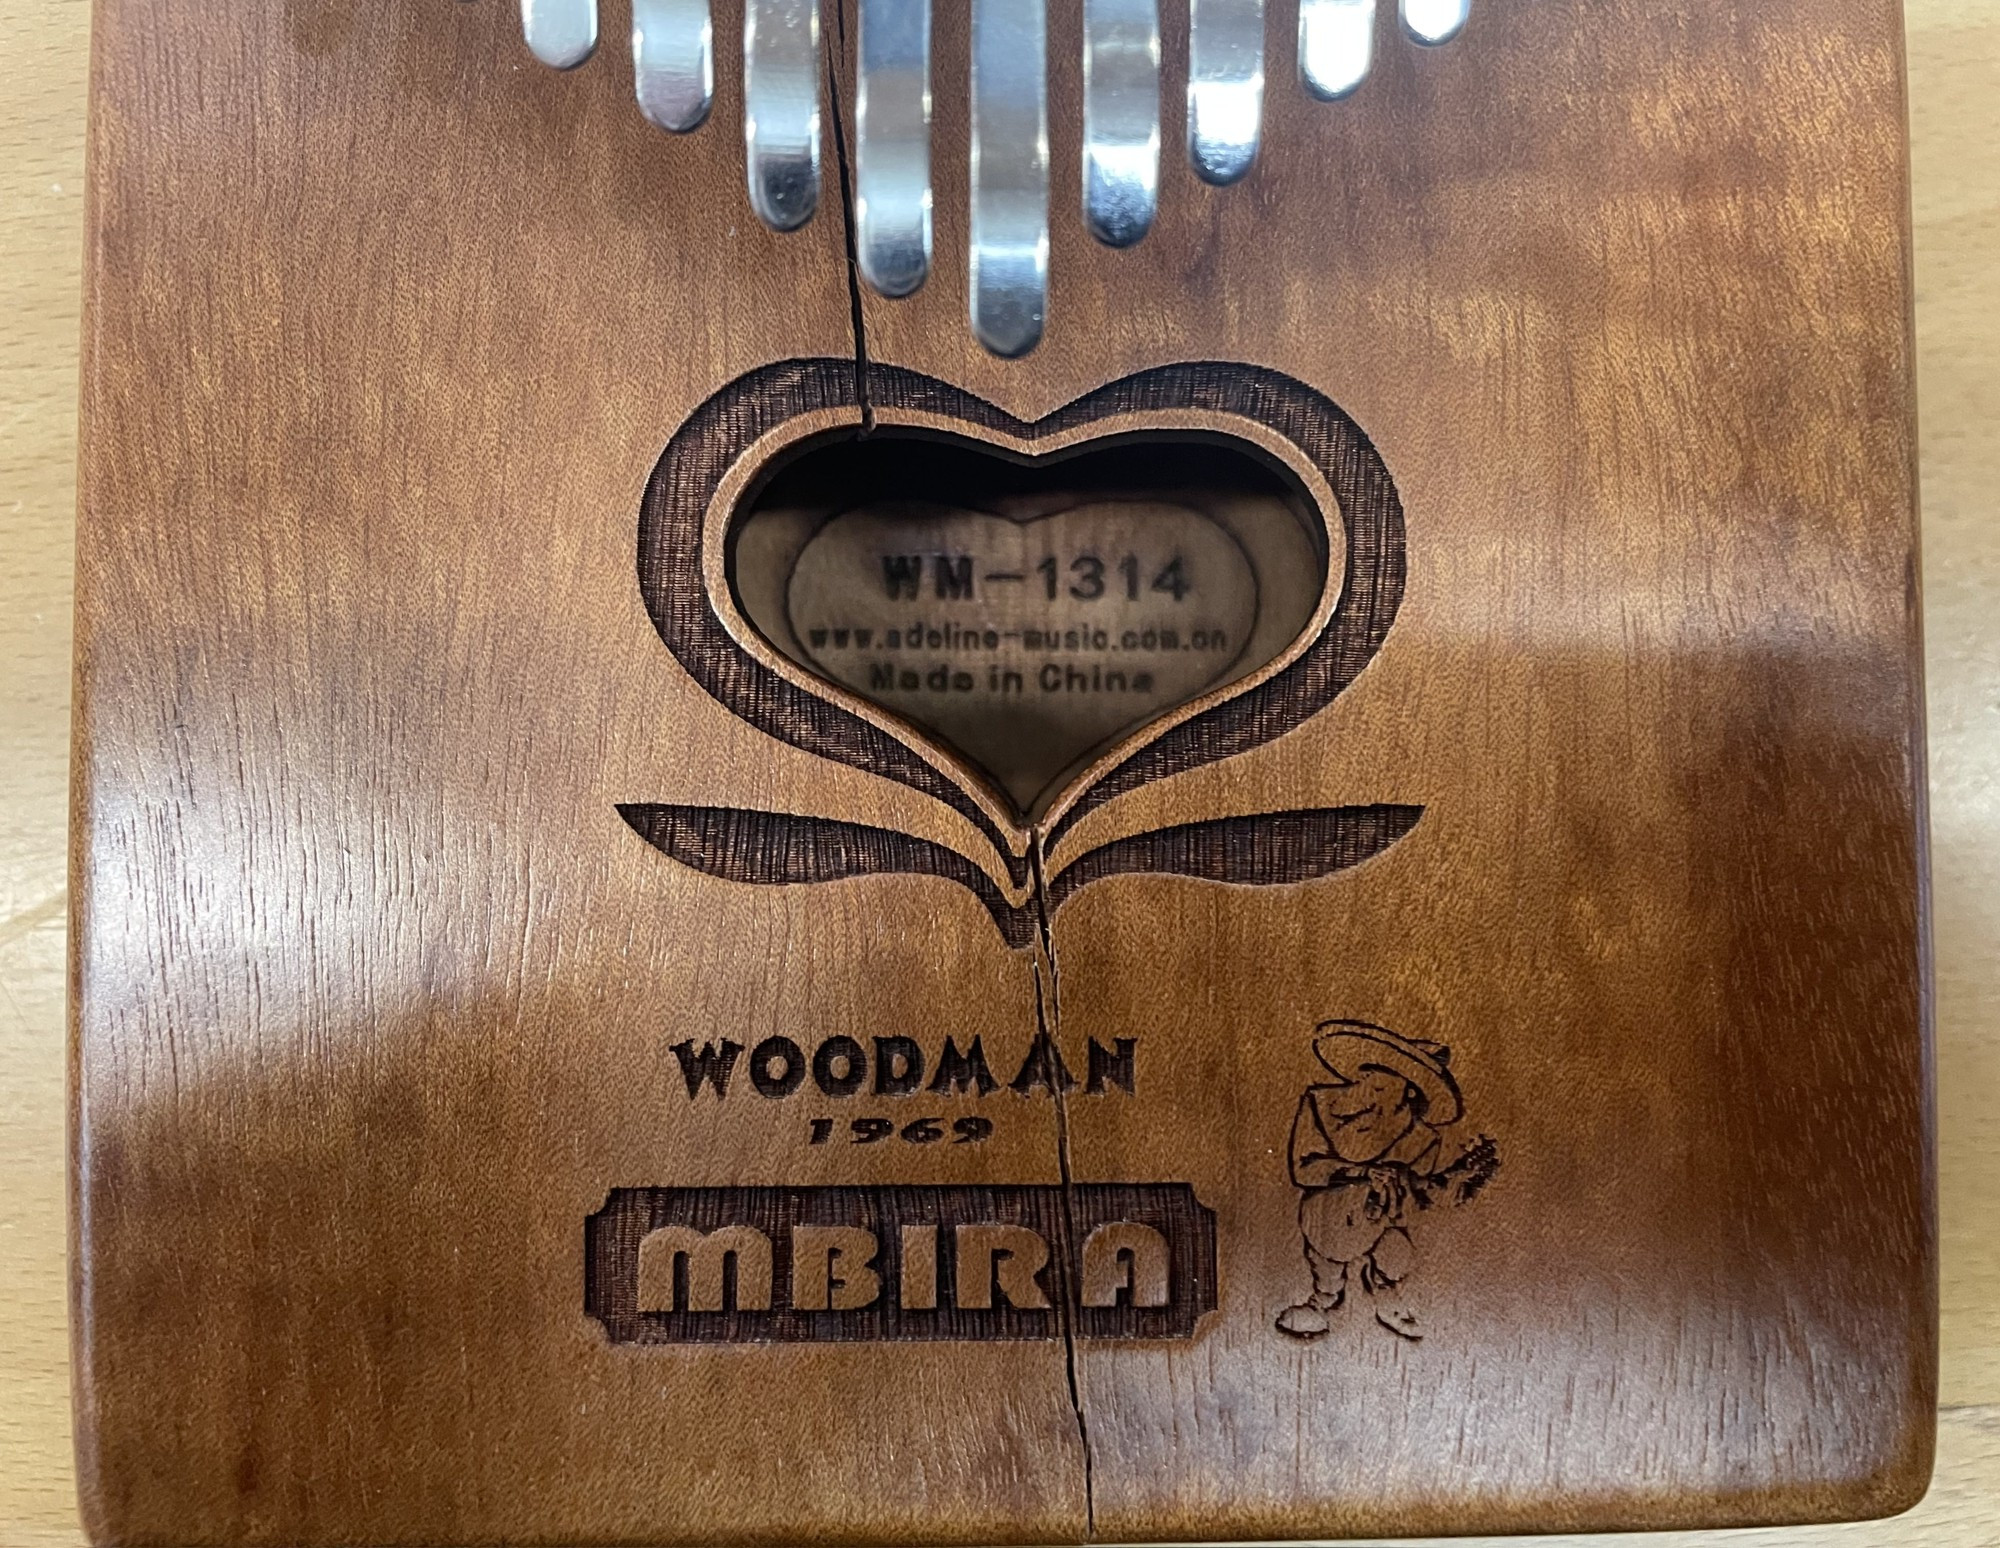 WM-1314
www.adeline-music.com.cn
Made in China
WOODMAN
1969
MBIRA